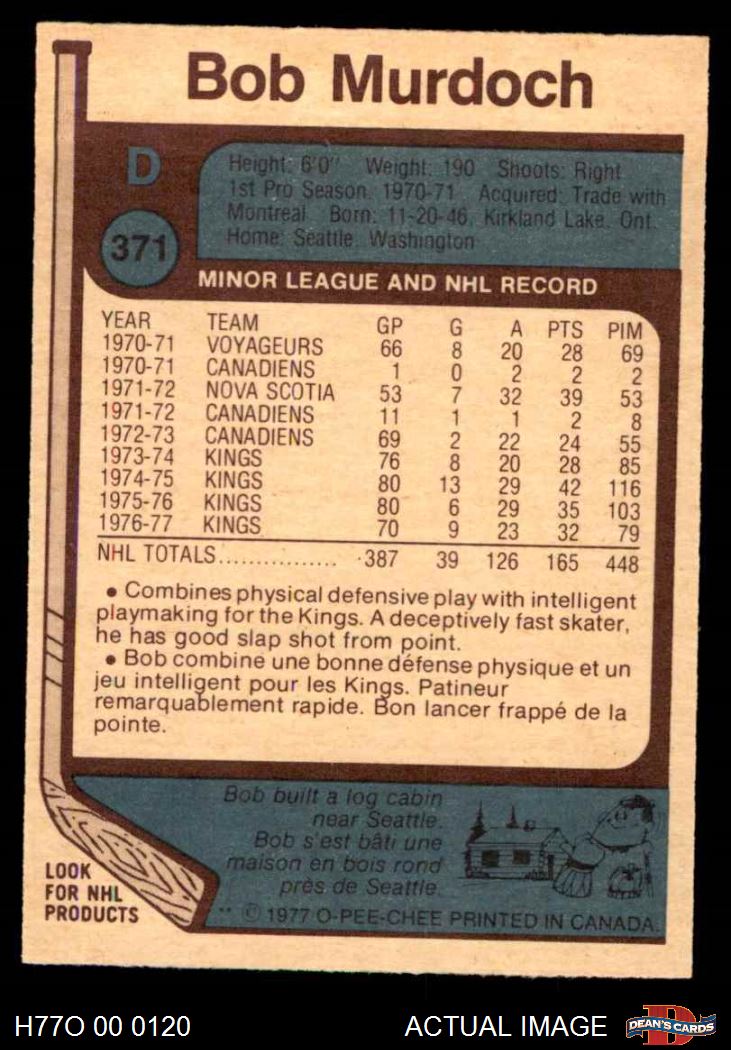 Bob Murdoch
D
371
Height: 6'0" Weight: 190 Shoots: Right
1st Pro Season: 1970-71 Acquired: Trade with
Montreal Born: 11-20-46, Kirkland Lake, Ont.
Home: Seattle, Washington
MINOR LEAGUE AND NHL RECORD
YEAR TEAM GP G A PTS PIM
1970-71 VOYAGEURS 66 8 20 28 69
1970-71 CANADIENS 1 0 2 2 2
1971-72 NOVA SCOTIA 53 7 32 39 53
1971-72 CANADIENS 11 1 1 2 8
1972-73 CANADIENS 69 2 22 24 55
1973-74 KINGS 76 8 20 28 85
1974-75 KINGS 80 13 29 42 116
1975-76 KINGS 80 6 29 35 103
1976-77 KINGS 70 9 23 32 79
NHL TOTALS................ 387 39 126 165 448
• Combines physical defensive play with intelligent
playmaking for the Kings. A deceptively fast skater,
he has good slap shot from point.
• Bob combine une bonne défense physique et un
jeu intelligent pour les Kings. Patineur
remarquablement rapide. Bon lancer frappé de la
pointe.
Bob built a log cabin
near Seattle.
Bob s'est bâti une
maison en bois rond
près de Seattle.
LOOK
FOR NHL
PRODUCTS
** © 1977 O-PEE-CHEE PRINTED IN CANADA.
H77O 00 0120
ACTUAL IMAGE
D
DEAN'S CARDS